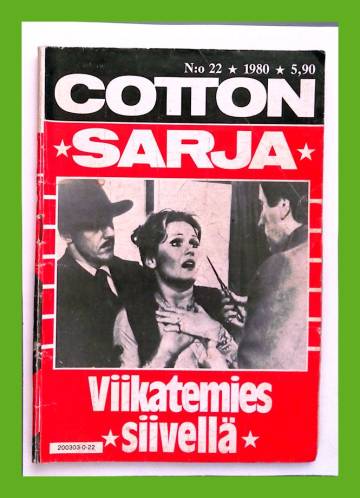 N:o 22 ★ 1980 ★ 5,90
COTTON
★ SARJA ★
Viikatemies
★ siivellä ★
200303-0-22